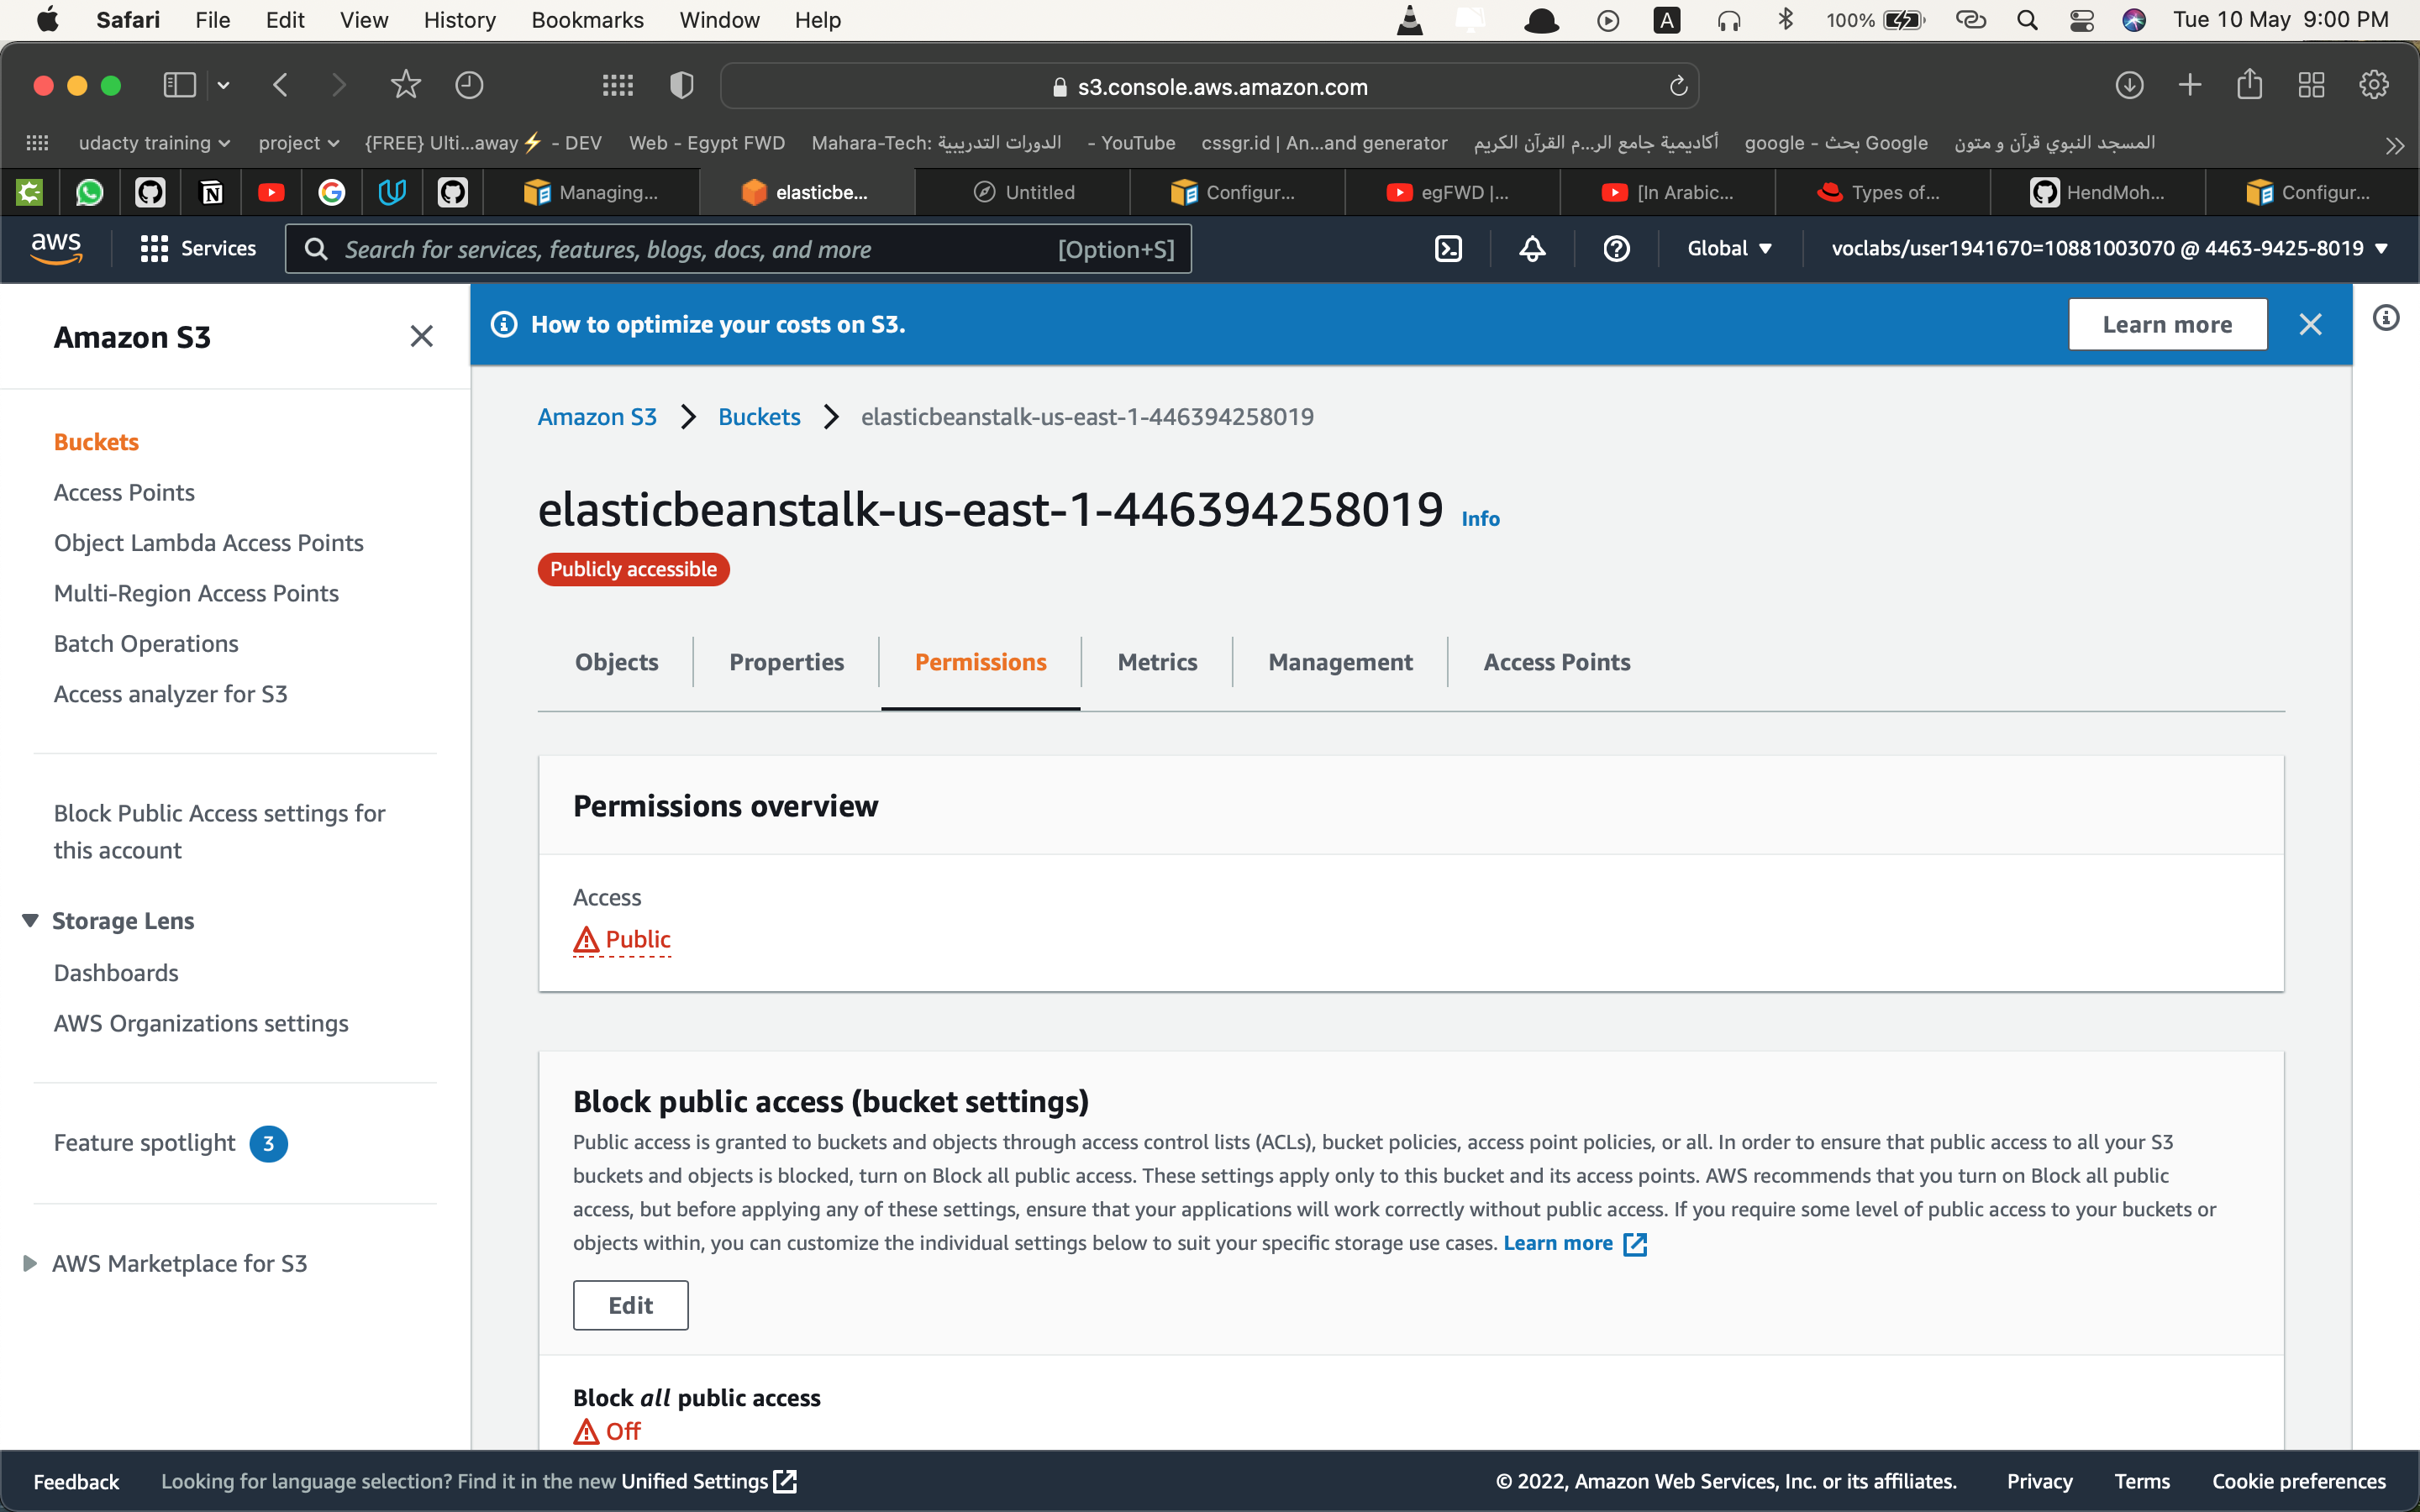 Safari File Edit View History Bookmarks Window Help A 100% Tue 10 May 9:00 PM
s3.console.aws.amazon.com
udacty training project {FREE} Ulti...away⚡ - DEV Web - Egypt FWD Mahara-Tech: الدورات التدريبية - YouTube cssgr.id | An...and generator أكاديمية جامع الر...م القرآن الكريم google - بحث Google المسجد النبوي قرآن و متون
Managing... elasticbe... Untitled Configur... egFWD |... [In Arabic... Types of... HendMoh... Configur...
aws Services Search for services, features, blogs, docs, and more [Option+S] Global voclabs/user1941670=10881003070 @ 4463-9425-8019
Amazon S3
Buckets
Access Points
Object Lambda Access Points
Multi-Region Access Points
Batch Operations
Access analyzer for S3
Block Public Access settings for
this account
Storage Lens
Dashboards
AWS Organizations settings
Feature spotlight 3
AWS Marketplace for S3
How to optimize your costs on S3. Learn more
Amazon S3 Buckets elasticbeanstalk-us-east-1-446394258019
elasticbeanstalk-us-east-1-446394258019 Info
Publicly accessible
Objects Properties Permissions Metrics Management Access Points
Permissions overview
Access
Public
Block public access (bucket settings)
Public access is granted to buckets and objects through access control lists (ACLs), bucket policies, access point policies, or all. In order to ensure that public access to all your S3
buckets and objects is blocked, turn on Block all public access. These settings apply only to this bucket and its access points. AWS recommends that you turn on Block all public
access, but before applying any of these settings, ensure that your applications will work correctly without public access. If you require some level of public access to your buckets or
objects within, you can customize the individual settings below to suit your specific storage use cases. Learn more
Edit
Block all public access
Off
Feedback Looking for language selection? Find it in the new Unified Settings © 2022, Amazon Web Services, Inc. or its affiliates. Privacy Terms Cookie preferences